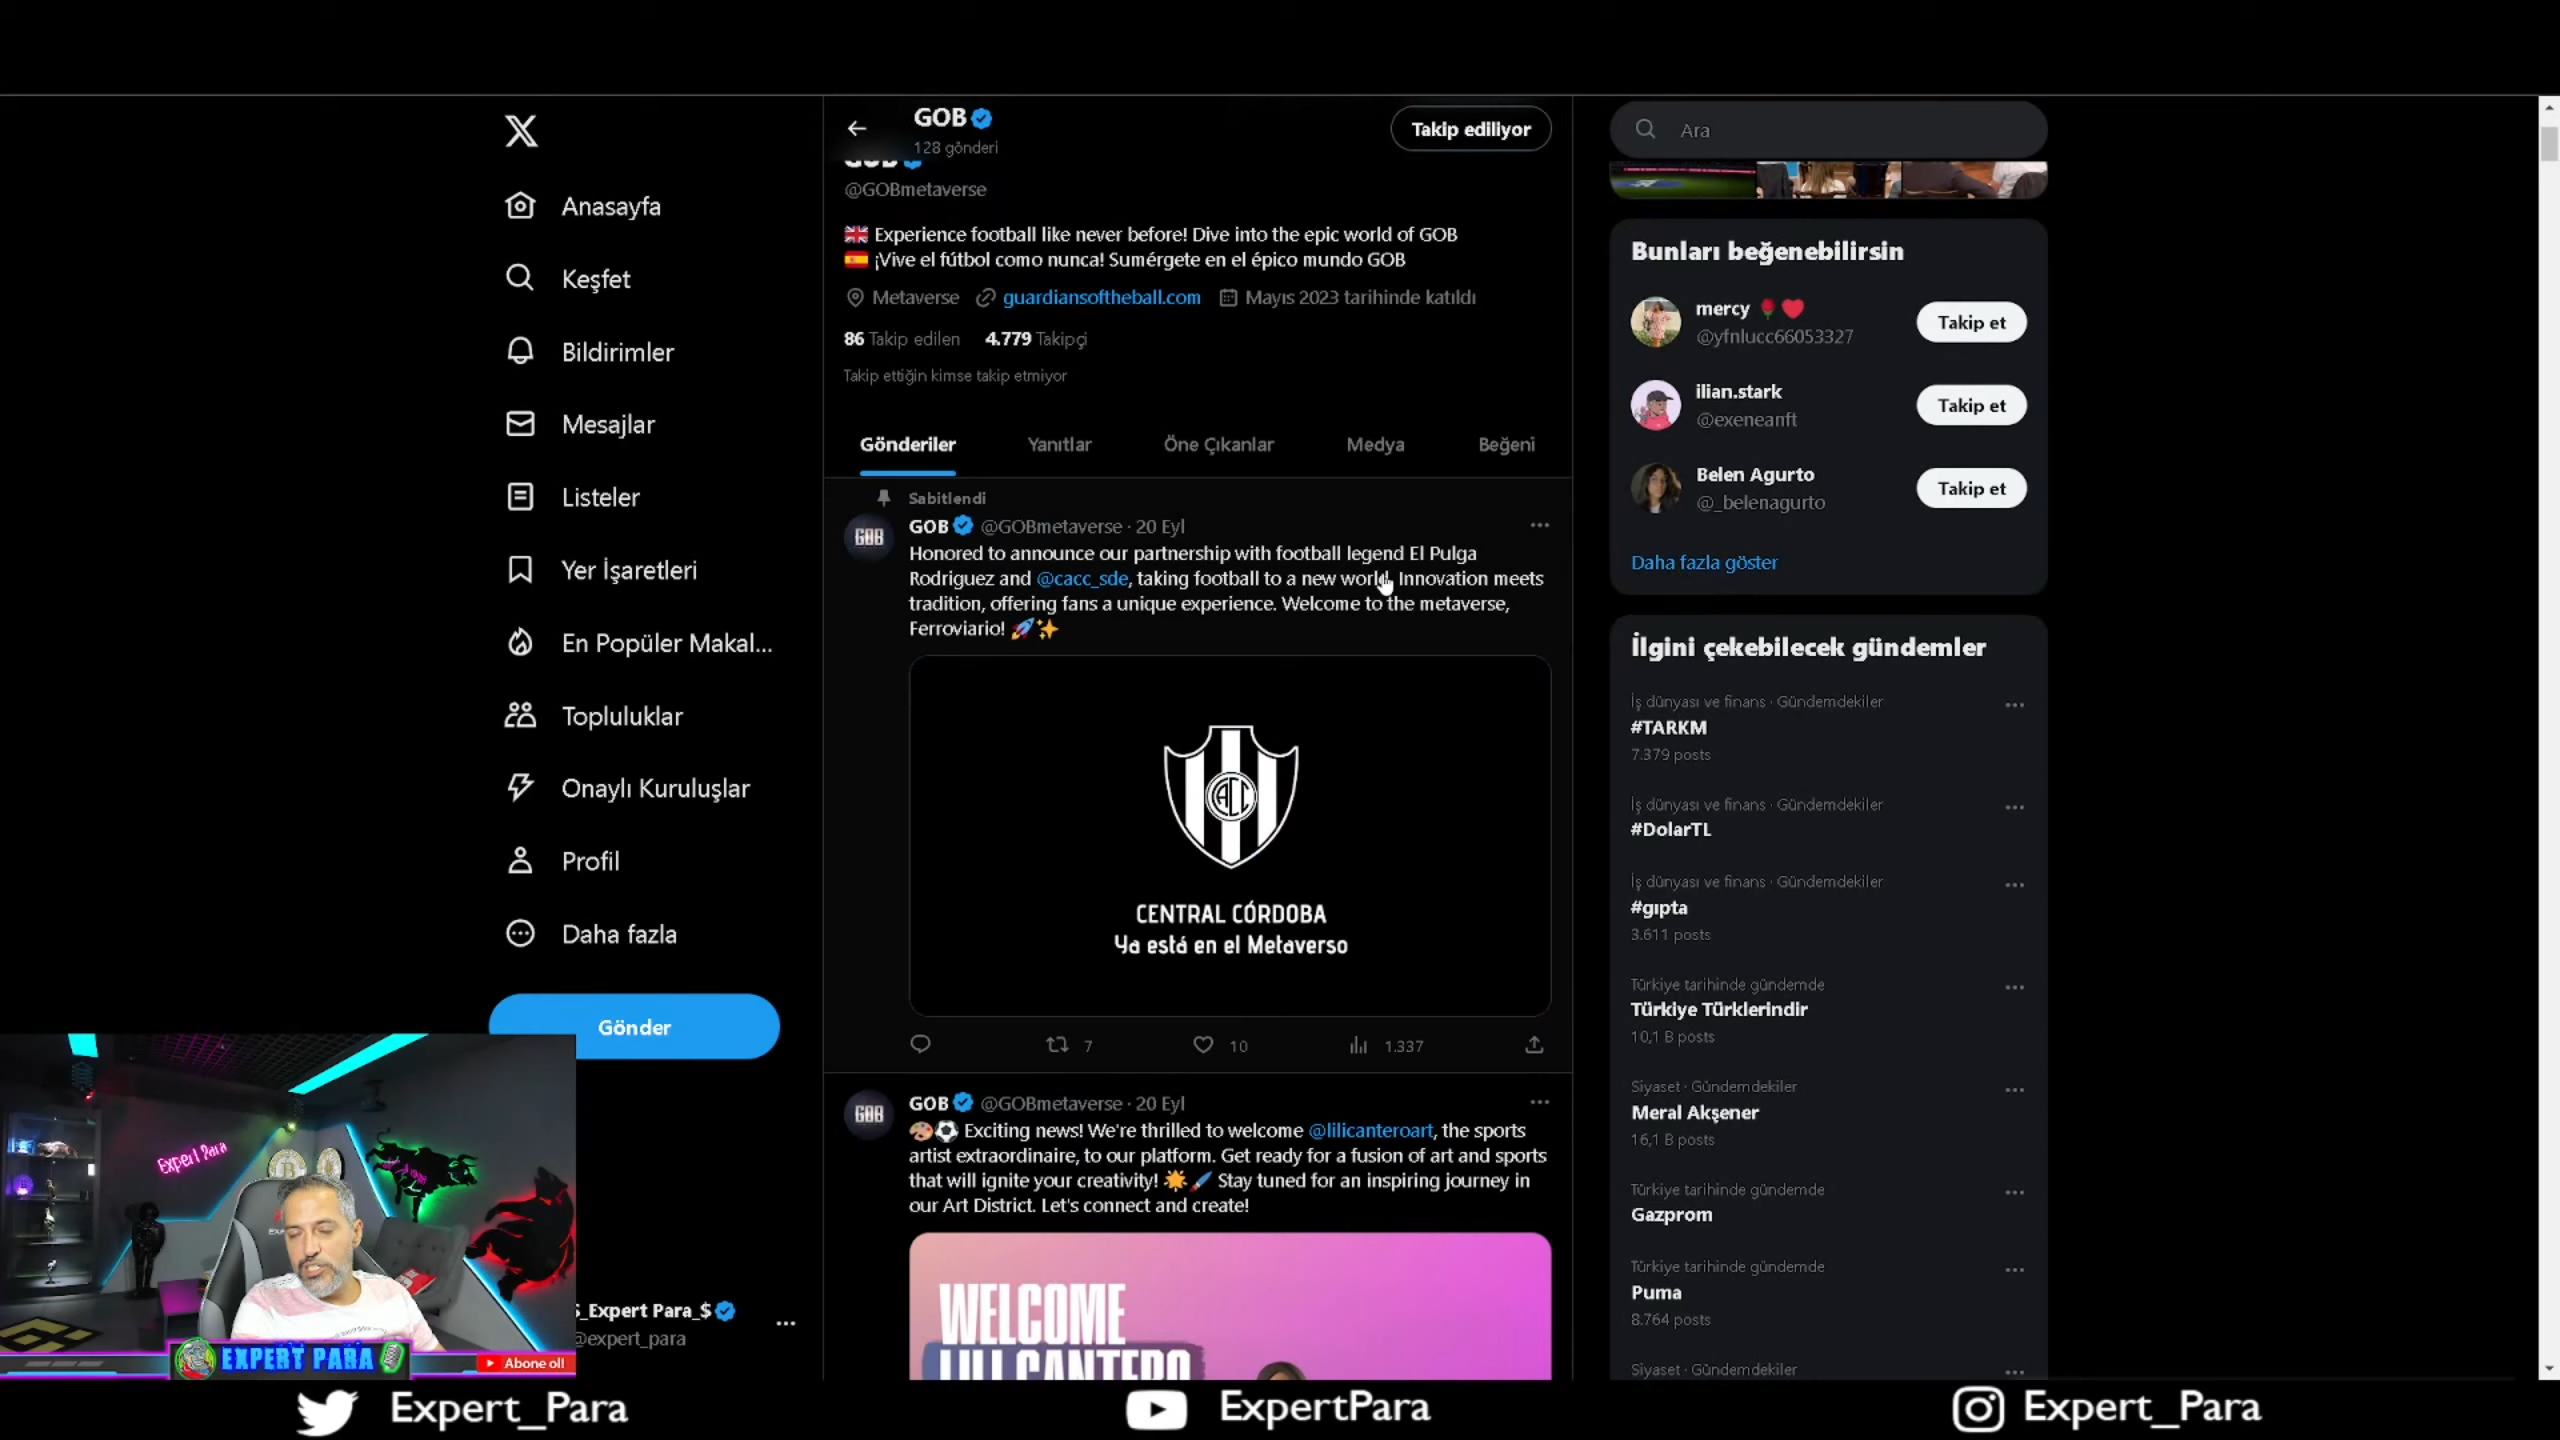 Anasayfa
Keşfet
Bildirimler
Mesajlar
Listeler
Yer İşaretleri
En Popüler Makal...
Topluluklar
Onaylı Kuruluşlar
Profil
Daha fazla
Gönder
_Expert Para_$
@expert_para
GOB
128 gönderi
Takip ediliyor
@GOBmetaverse
🇬🇧 Experience football like never before! Dive into the epic world of GOB
🇪🇸 ¡Vive el fútbol como nunca! Sumérgete en el épico mundo GOB
Metaverse guardiansoftheball.com Mayıs 2023 tarihinde katıldı
86 Takip edilen 4.779 Takipçi
Takip ettiğin kimse takip etmiyor
Gönderiler Yanıtlar Öne Çıkanlar Medya Beğeni
Sabitlendi
GOB @GOBmetaverse · 20 Eyl
GOB
Honored to announce our partnership with football legend El Pulga
Rodriguez and @cacc_sde, taking football to a new world. Innovation meets
tradition, offering fans a unique experience. Welcome to the metaverse,
Ferroviario! 🚀✨
CACC
CENTRAL CÓRDOBA
Ya está en el Metaverso
7 10 1.337
GOB @GOBmetaverse · 20 Eyl
GOB
🎨⚽ Exciting news! We're thrilled to welcome @lilicanteroart, the sports
artist extraordinaire, to our platform. Get ready for a fusion of art and sports
that will ignite your creativity! 🌟🖌️ Stay tuned for an inspiring journey in
our Art District. Let's connect and create!
WELCOME
LILI CANTERO
Ara
Bunları beğenebilirsin
mercy 🌹❤️
@yfnlucc66053327
Takip et
ilian.stark
@exeneanft
Takip et
Belen Agurto
@_belenagurto
Takip et
Daha fazla göster
İlgini çekebilecek gündemler
İş dünyası ve finans · Gündemdekiler
#TARKM
7.379 posts
İş dünyası ve finans · Gündemdekiler
#DolarTL
İş dünyası ve finans · Gündemdekiler
#gıpta
3.611 posts
Türkiye tarihinde gündemde
Türkiye Türklerindir
10,1 B posts
Siyaset · Gündemdekiler
Meral Akşener
16,1 B posts
Türkiye tarihinde gündemde
Gazprom
Türkiye tarihinde gündemde
Puma
8.764 posts
Siyaset · Gündemdekiler
Expert Para
EXPERT PARA
Abone ol!
Expert_Para
ExpertPara
Expert_Para